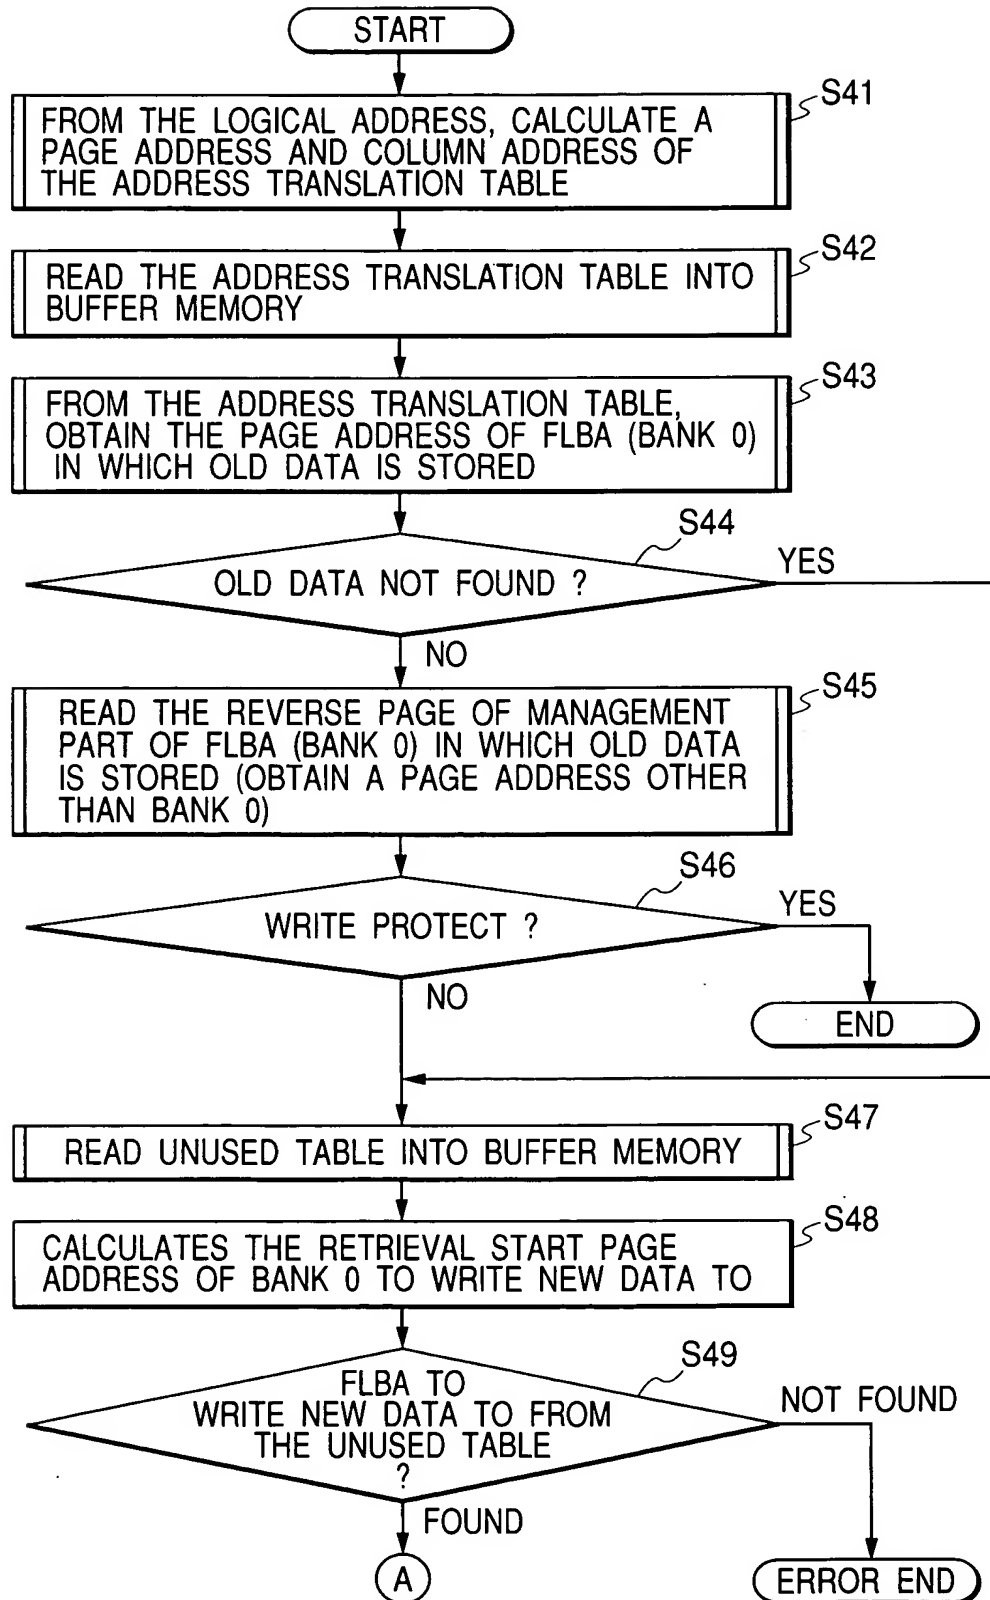 START
S41
FROM THE LOGICAL ADDRESS, CALCULATE A
PAGE ADDRESS AND COLUMN ADDRESS OF
THE ADDRESS TRANSLATION TABLE
S42
READ THE ADDRESS TRANSLATION TABLE INTO
BUFFER MEMORY
S43
FROM THE ADDRESS TRANSLATION TABLE,
OBTAIN THE PAGE ADDRESS OF FLBA (BANK 0)
IN WHICH OLD DATA IS STORED
S44
OLD DATA NOT FOUND ?
YES
NO
S45
READ THE REVERSE PAGE OF MANAGEMENT
PART OF FLBA (BANK 0) IN WHICH OLD DATA
IS STORED (OBTAIN A PAGE ADDRESS OTHER
THAN BANK 0)
S46
WRITE PROTECT ?
YES
NO
END
S47
READ UNUSED TABLE INTO BUFFER MEMORY
S48
CALCULATES THE RETRIEVAL START PAGE
ADDRESS OF BANK 0 TO WRITE NEW DATA TO
S49
FLBA TO
WRITE NEW DATA TO FROM
THE UNUSED TABLE
?
NOT FOUND
FOUND
A
ERROR END